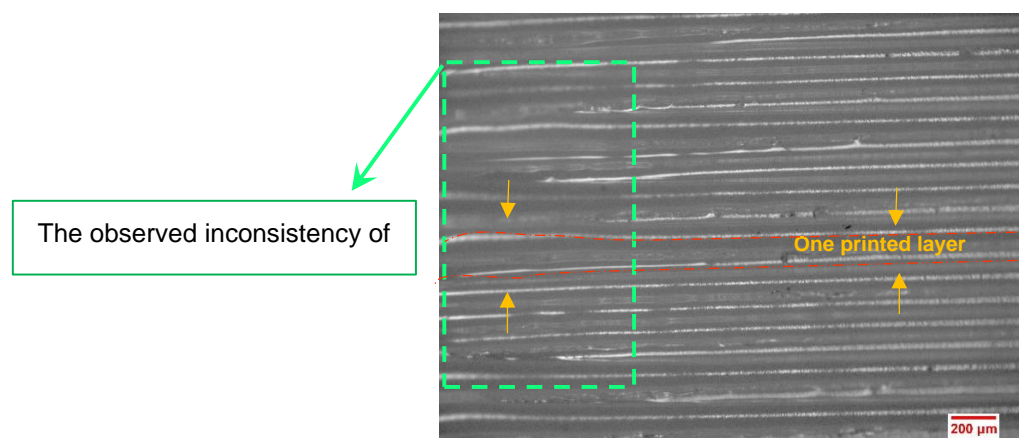 The observed inconsistency of
One printed layer
200 µm